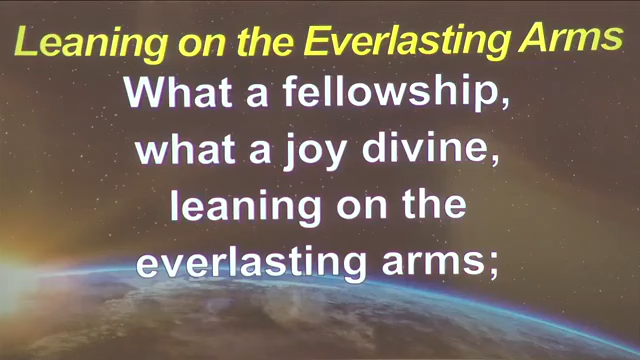 Leaning on the Everlasting Arms
What a fellowship,
what a joy divine,
leaning on the
everlasting arms;